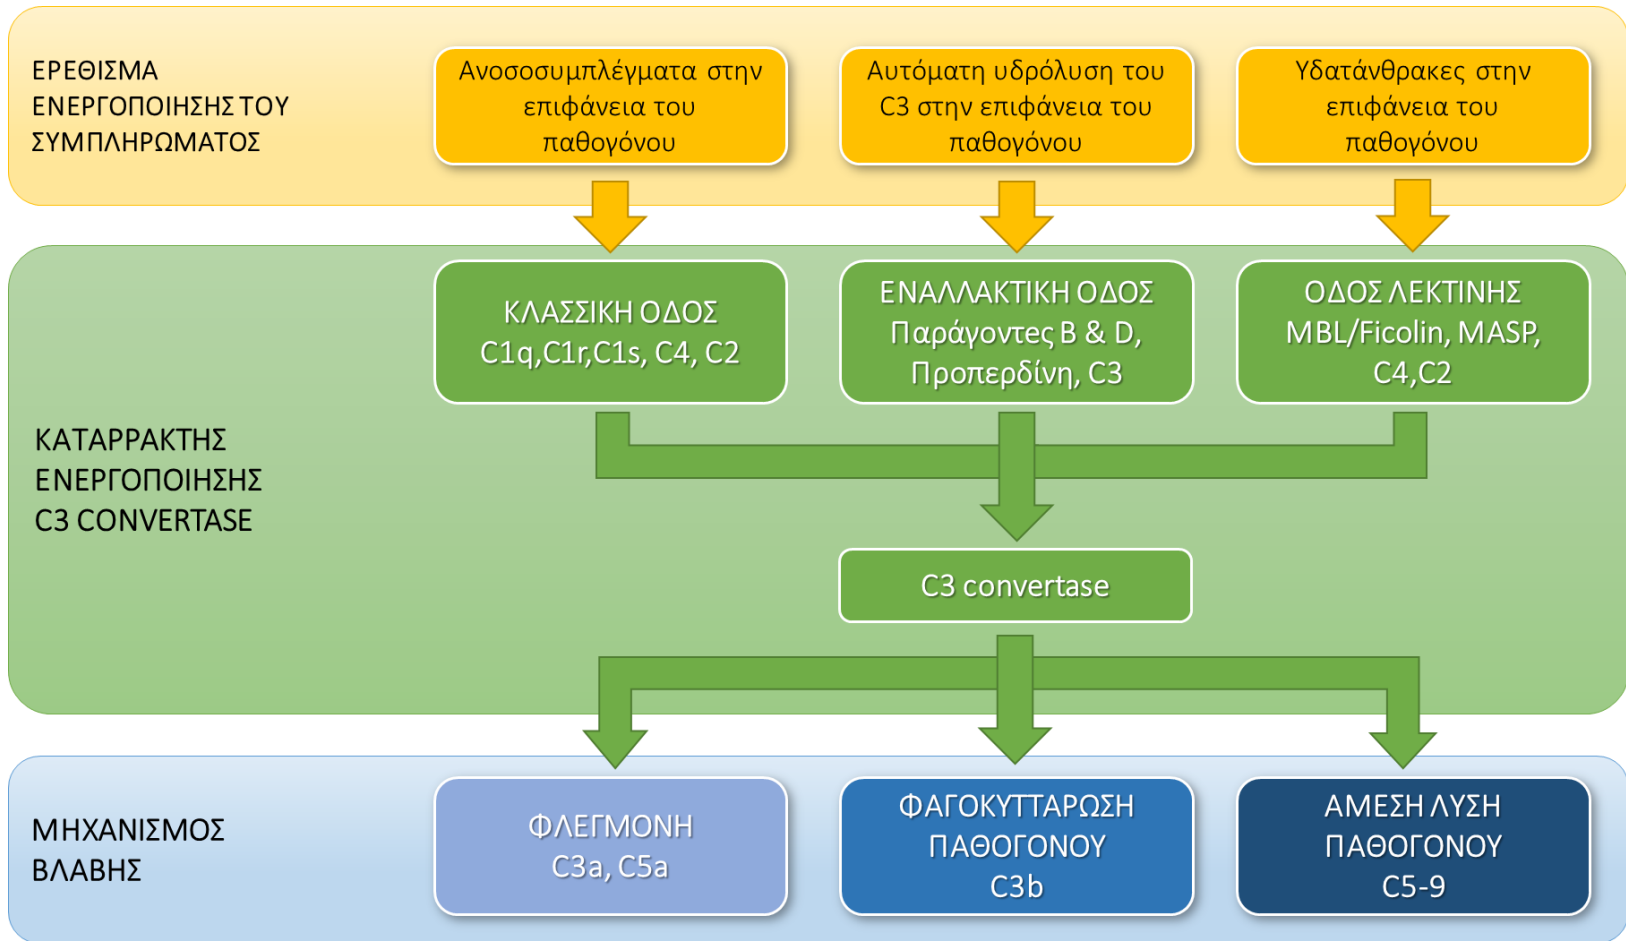 ΕΡΕΘΙΣΜΑ
ΕΝΕΡΓΟΠΟΙΗΣΗΣ ΤΟΥ
ΣΥΜΠΛΗΡΩΜΑΤΟΣ
Ανοσοσυμπλέγματα στην
επιφάνεια του
παθογόνου
Αυτόματη υδρόλυση του
C3 στην επιφάνεια του
παθογόνου
Υδατάνθρακες στην
επιφάνεια του
παθογόνου
ΚΑΤΑΡΡΑΚΤΗΣ
ΕΝΕΡΓΟΠΟΙΗΣΗΣ
C3 CONVERTASE
ΚΛΑΣΣΙΚΗ ΟΔΟΣ
C1q,C1r,C1s, C4, C2
ΕΝΑΛΛΑΚΤΙΚΗ ΟΔΟΣ
Παράγοντeς B & D,
Προπερδίνη, C3
ΟΔΟΣ ΛΕΚΤΙΝΗΣ
MBL/Ficolin, MASP,
C4,C2
C3 convertase
ΜΗΧΑΝΙΣΜΟΣ
ΒΛΑΒΗΣ
ΦΛΕΓΜΟΝΗ
C3a, C5a
ΦΑΓΟΚΥΤΤΑΡΩΣΗ
ΠΑΘΟΓΟΝΟΥ
C3b
ΑΜΕΣΗ ΛΥΣΗ
ΠΑΘΟΓΟΝΟΥ
C5-9